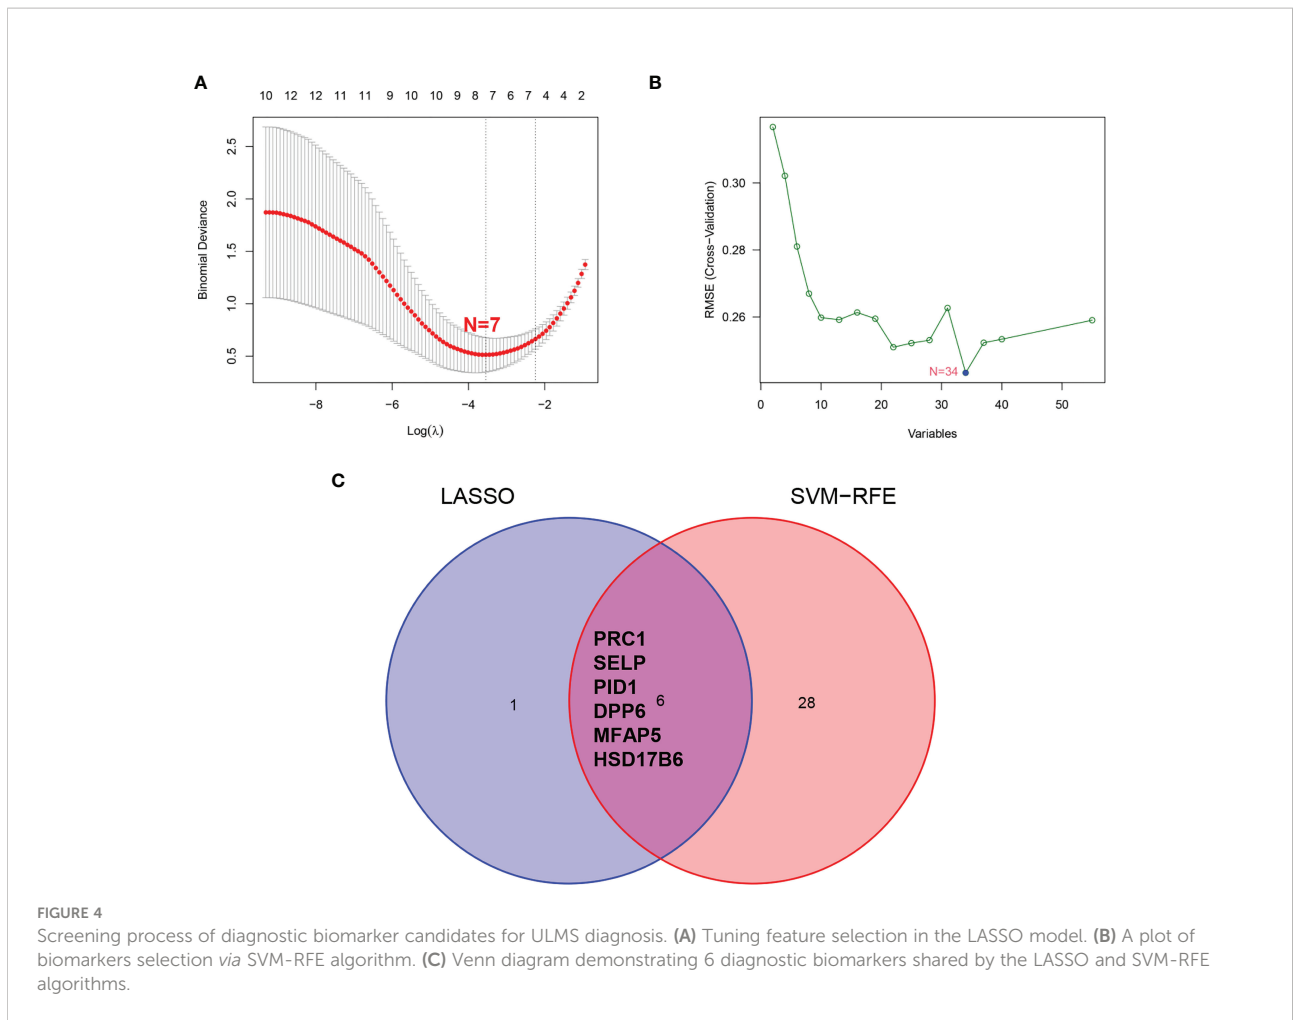 A
10 12 12 11 11 9 10 10 9 8 7 6 7 4 4 2
Binomial Deviance
2.5
2.0
1.5
1.0
0.5
N=7
−8 −6 −4 −2
Log(λ)
B
RMSE (Cross−Validation)
0.30
0.28
0.26
N=34
0 10 20 30 40 50
Variables
C
LASSO SVM−RFE
PRC1
SELP
PID1
DPP6
MFAP5
HSD17B6
1 6 28
FIGURE 4
Screening process of diagnostic biomarker candidates for ULMS diagnosis. (A) Tuning feature selection in the LASSO model. (B) A plot of
biomarkers selection via SVM-RFE algorithm. (C) Venn diagram demonstrating 6 diagnostic biomarkers shared by the LASSO and SVM-RFE
algorithms.